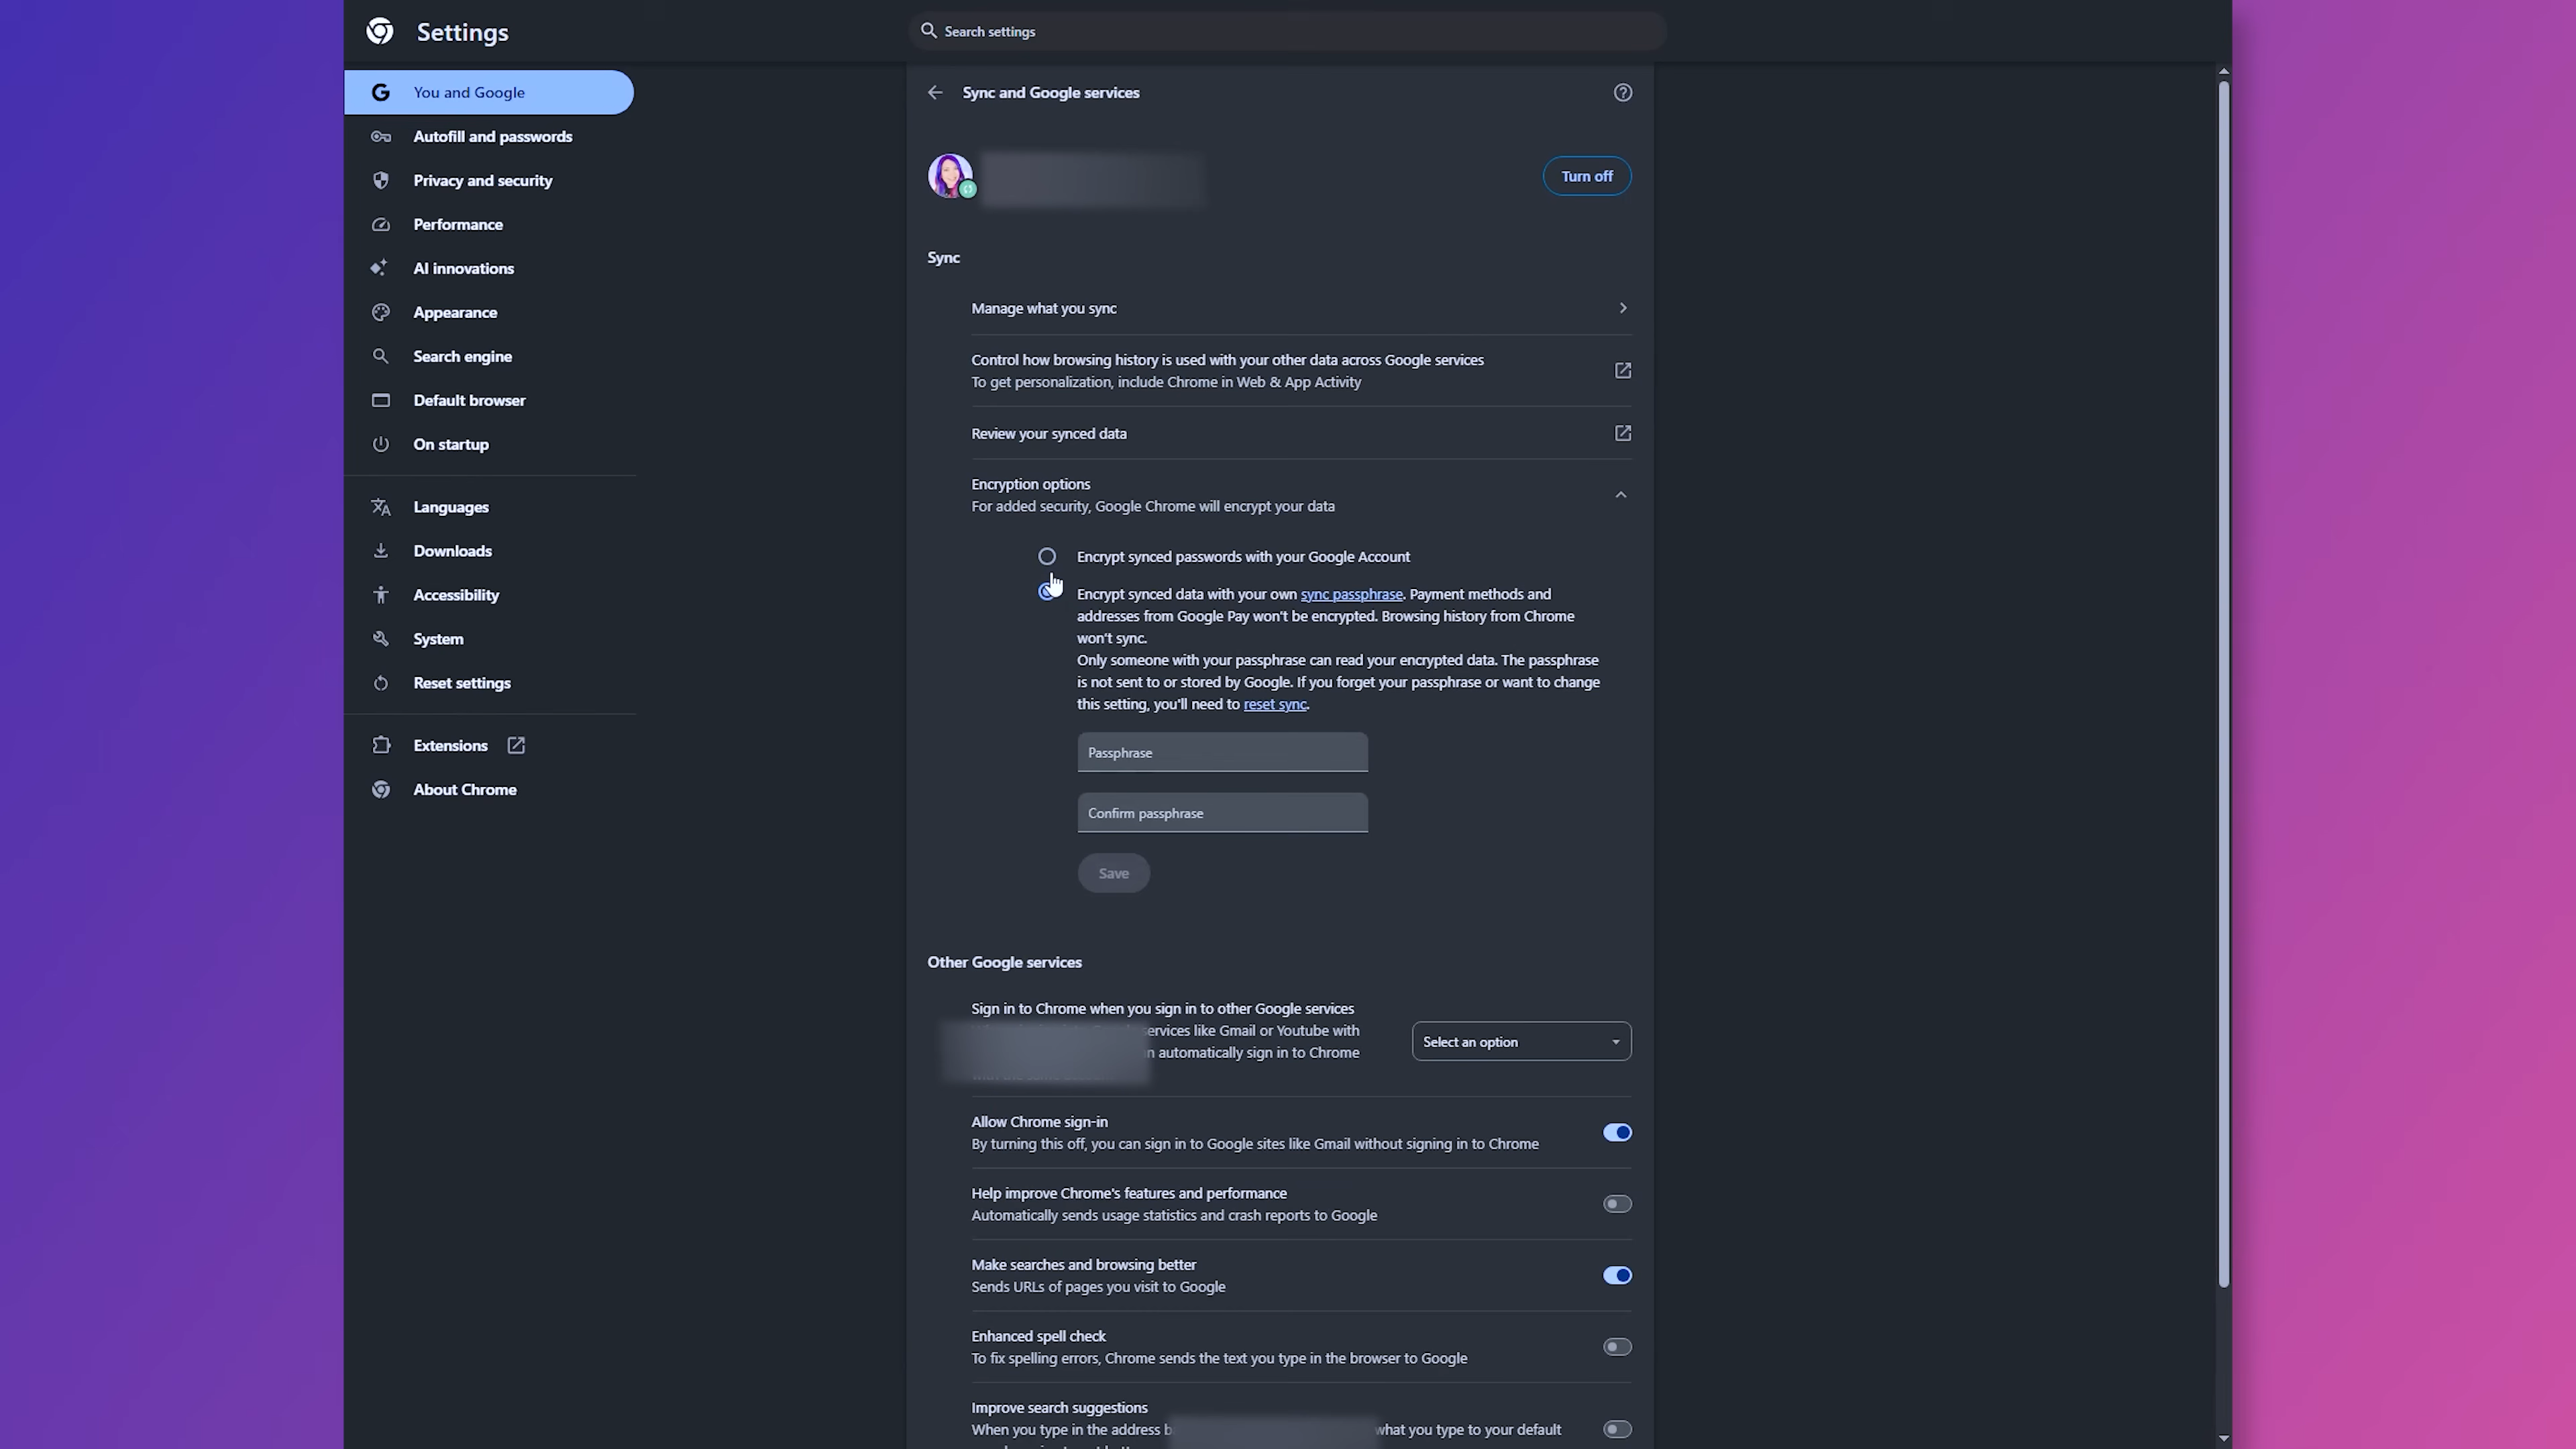 Settings
Search settings
You and Google
Autofill and passwords
Privacy and security
Performance
AI innovations
Appearance
Search engine
Default browser
On startup
Languages
Downloads
Accessibility
System
Reset settings
Extensions
About Chrome
Sync and Google services
Turn off
Sync
Manage what you sync
Control how browsing history is used with your other data across Google services
To get personalization, include Chrome in Web & App Activity
Review your synced data
Encryption options
For added security, Google Chrome will encrypt your data
Encrypt synced passwords with your Google Account
Encrypt synced data with your own sync passphrase. Payment methods and
addresses from Google Pay won't be encrypted. Browsing history from Chrome
won't sync.
Only someone with your passphrase can read your encrypted data. The passphrase
is not sent to or stored by Google. If you forget your passphrase or want to change
this setting, you'll need to reset sync.
Passphrase
Confirm passphrase
Save
Other Google services
Sign in to Chrome when you sign in to other Google services
services like Gmail or Youtube with
automatically sign in to Chrome
Select an option
Allow Chrome sign-in
By turning this off, you can sign in to Google sites like Gmail without signing in to Chrome
Help improve Chrome's features and performance
Automatically sends usage statistics and crash reports to Google
Make searches and browsing better
Sends URLs of pages you visit to Google
Enhanced spell check
To fix spelling errors, Chrome sends the text you type in the browser to Google
Improve search suggestions
When you type in the address what you type to your default